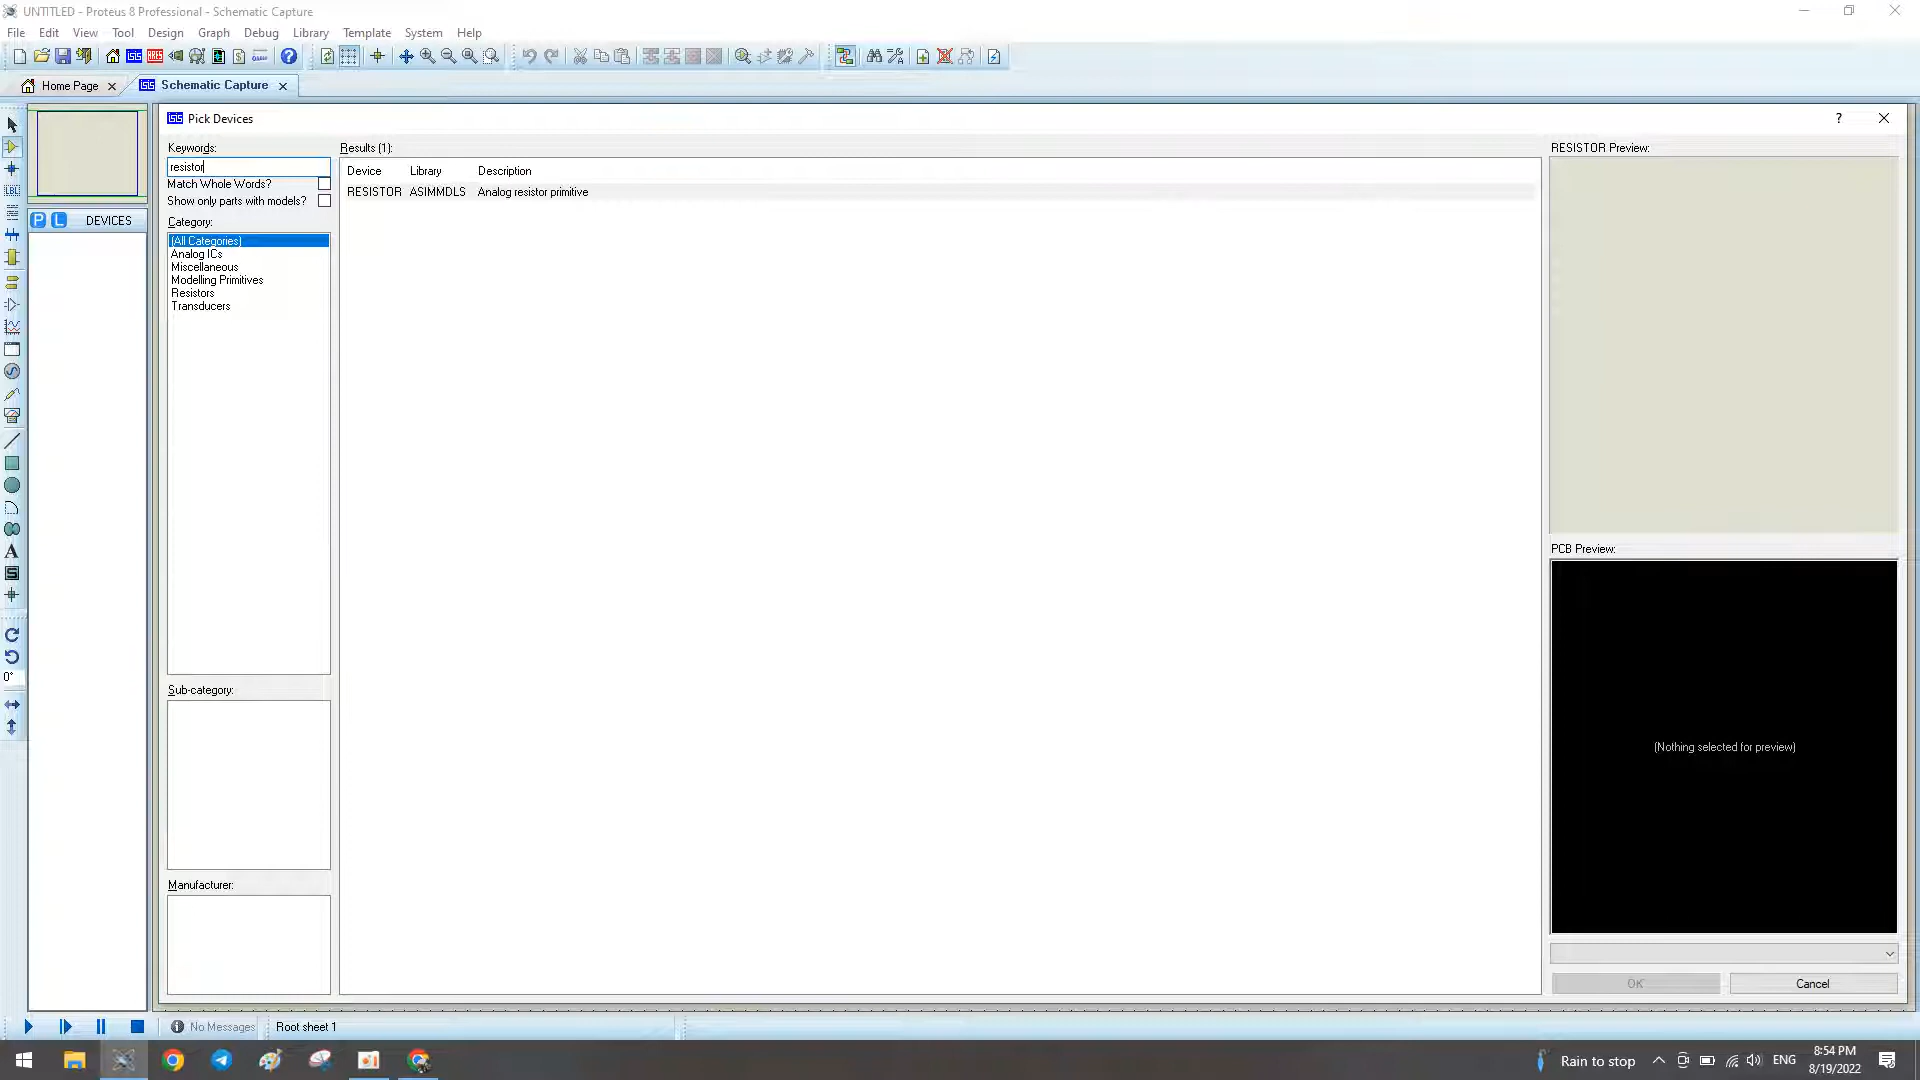 UNTITLED - Proteus 8 Professional - Schematic Capture
File Edit View Tool Design Graph Debug Library Template System Help
Home Page
Schematic Capture
Pick Devices
Keywords:
resistor
Match Whole Words?
Show only parts with models?
Category:
(All Categories)
Analog ICs
Miscellaneous
Modelling Primitives
Resistors
Transducers
Sub-category:
Manufacturer:
Results (1):
Device Library Description
RESISTOR ASIMMDLS Analog resistor primitive
RESISTOR Preview:
PCB Preview:
(Nothing selected for preview)
OK Cancel
P L DEVICES
LBL
A
S
0°
No Messages Root sheet 1
Rain to stop ENG
8:54 PM
8/19/2022